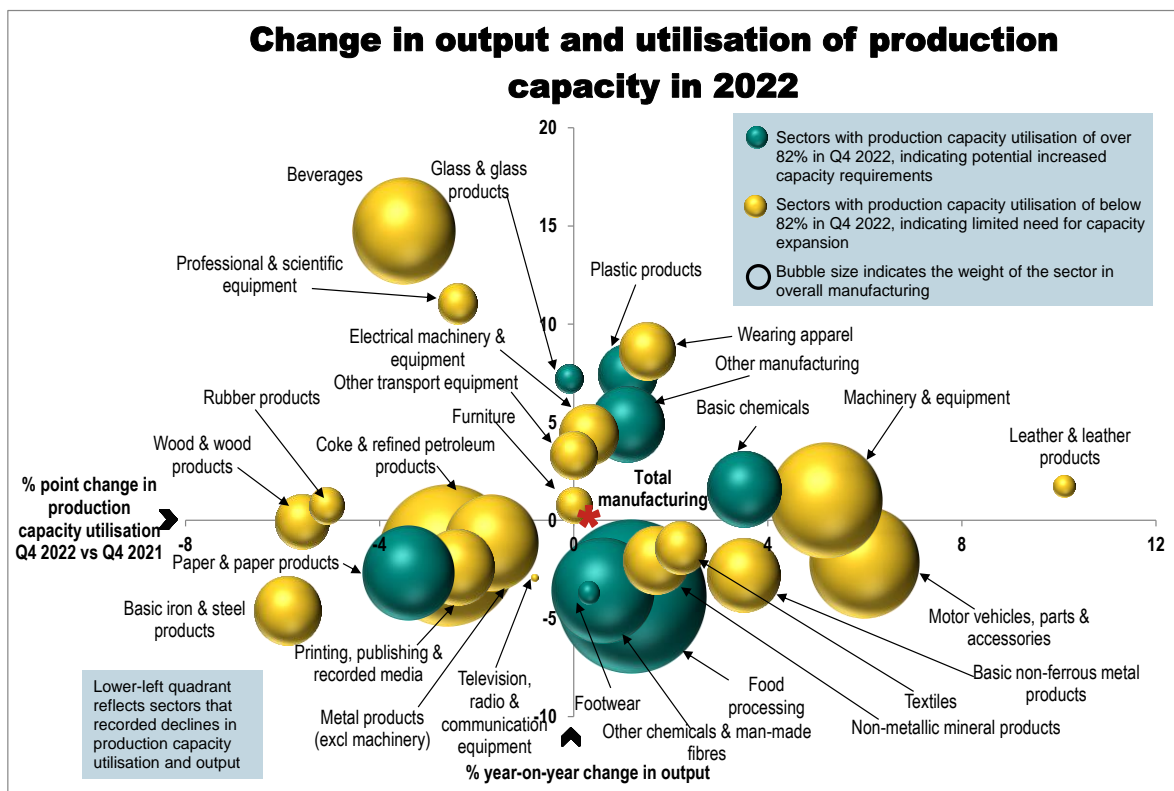 Change in output and utilisation of production
capacity in 2022
Sectors with production capacity utilisation of over
82% in Q4 2022, indicating potential increased
capacity requirements
Sectors with production capacity utilisation of below
82% in Q4 2022, indicating limited need for capacity
expansion
Bubble size indicates the weight of the sector in
overall manufacturing
20
15
10
5
0
-5
-10
-8
-4
0
4
8
12
Beverages
Glass & glass
products
Professional & scientific
equipment
Plastic products
Electrical machinery &
equipment
Wearing apparel
Other transport equipment
Other manufacturing
Rubber products
Furniture
Basic chemicals
Machinery & equipment
Wood & wood
products
Coke & refined petroleum
products
Leather & leather
products
Total
manufacturing
% point change in
production
capacity utilisation
Q4 2022 vs Q4 2021
Paper & paper products
Basic iron & steel
products
Printing, publishing &
recorded media
Metal products
(excl machinery)
Television,
radio &
communication
equipment
Footwear
Other chemicals & man-made
fibres
Food
processing
Textiles
Non-metallic mineral products
Basic non-ferrous metal
products
Motor vehicles, parts &
accessories
Lower-left quadrant
reflects sectors that
recorded declines in
production capacity
utilisation and output
% year-on-year change in output